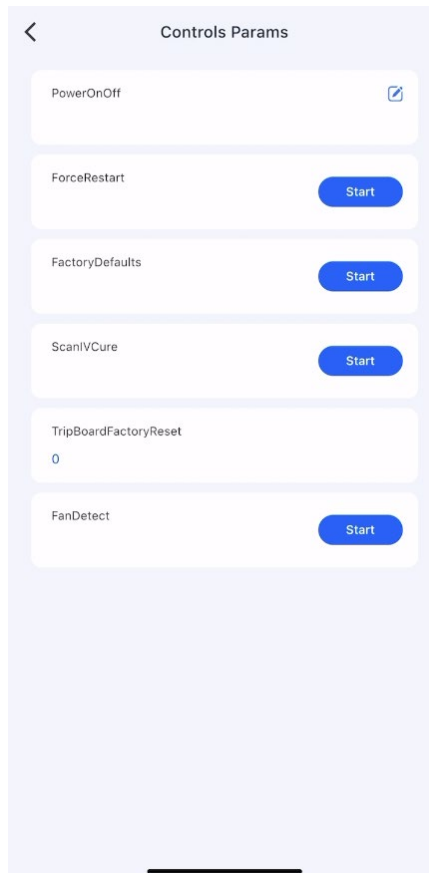 Controls Params
PowerOnOff
ForceRestart
Start
FactoryDefaults
Start
ScanIVCure
Start
TripBoardFactoryReset
0
FanDetect
Start